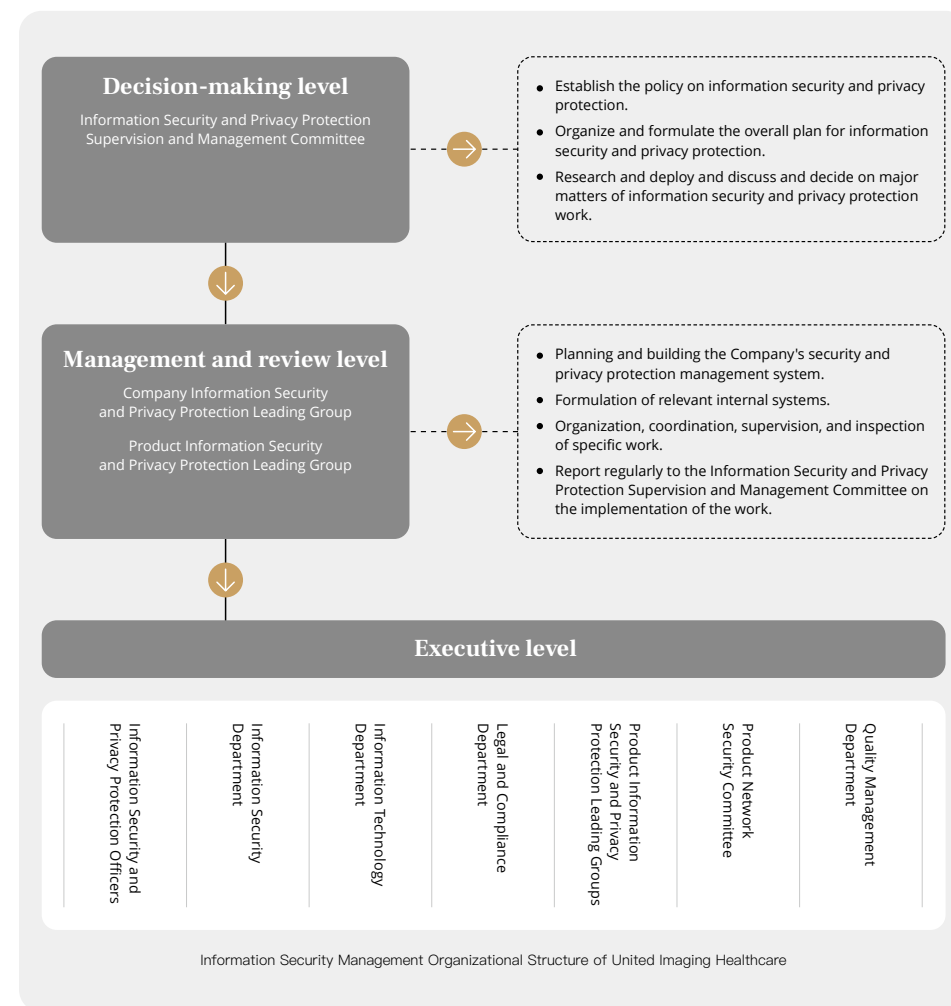 Decision-making level
Information Security and Privacy Protection
Supervision and Management Committee
Establish the policy on information security and privacy
protection.
Organize and formulate the overall plan for information
security and privacy protection.
Research and deploy and discuss and decide on major
matters of information security and privacy protection
work.
Management and review level
Company Information Security
and Privacy Protection Leading Group
Product Information Security
and Privacy Protection Leading Group
Planning and building the Company's security and
privacy protection management system.
Formulation of relevant internal systems.
Organization, coordination, supervision, and inspection
of specific work.
Report regularly to the Information Security and Privacy
Protection Supervision and Management Committee on
the implementation of the work.
Executive level
Information Security and
Privacy Protection Officers
Information Security
Department
Information Technology
Department
Legal and Compliance
Department
Product Information
Security and Privacy
Protection Leading Groups
Product Network
Security Committee
Quality Management
Department
Information Security Management Organizational Structure of United Imaging Healthcare